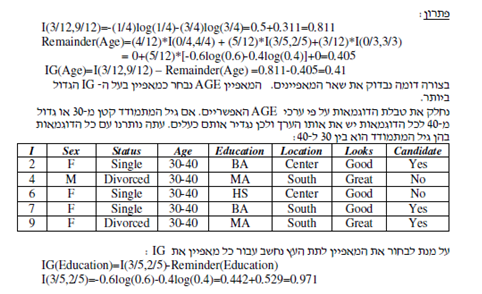 פתרון :
I(3/12,9/12)=-(1/4)log(1/4)-(3/4)log(3/4)=0.5+0.311=0.811
Remainder(Age)=(4/12)*I(0/4,4/4) + (5/12)*I(3/5,2/5)+(3/12)*I(0/3,3/3)
= 0+(5/12)*[-0.6log(0.6)-0.4log(0.4)]+0=0.405
IG(Age)=I(3/12,9/12) – Remainder(Age) =0.811-0.405=0.41
בצורה דומה נבדוק את שאר המאפיינים. המאפיין AGE נבחר כמאפיין בעל ה- IG הגדול
ביותר.
נחלק את טבלת הדוגמאות על פי ערכי AGE האפשריים. אם גיל המתמודד קטן מ-30 או גדול
מ-40 לכל הדוגמאות יש את אותו הערך ולכן נגדיר אותם כעלים. עתה נותרנו עם כל הדוגמאות
בהן גיל המתמודד הוא בין 30 ל-40:
I Sex Status Age Education Location Looks Candidate
2 F Single 30-40 BA Center Good Yes
4 M Divorced 30-40 MA South Great No
6 F Single 30-40 HS Center Good No
7 F Single 30-40 BA South Good Yes
9 F Divorced 30-40 MA South Great Yes
על מנת לבחור את המאפיין לתת העץ נחשב עבור כל מאפיין את IG :
IG(Education)=I(3/5,2/5)-Reminder(Education)
I(3/5,2/5)=-0.6log(0.6)-0.4log(0.4)=0.442+0.529=0.971